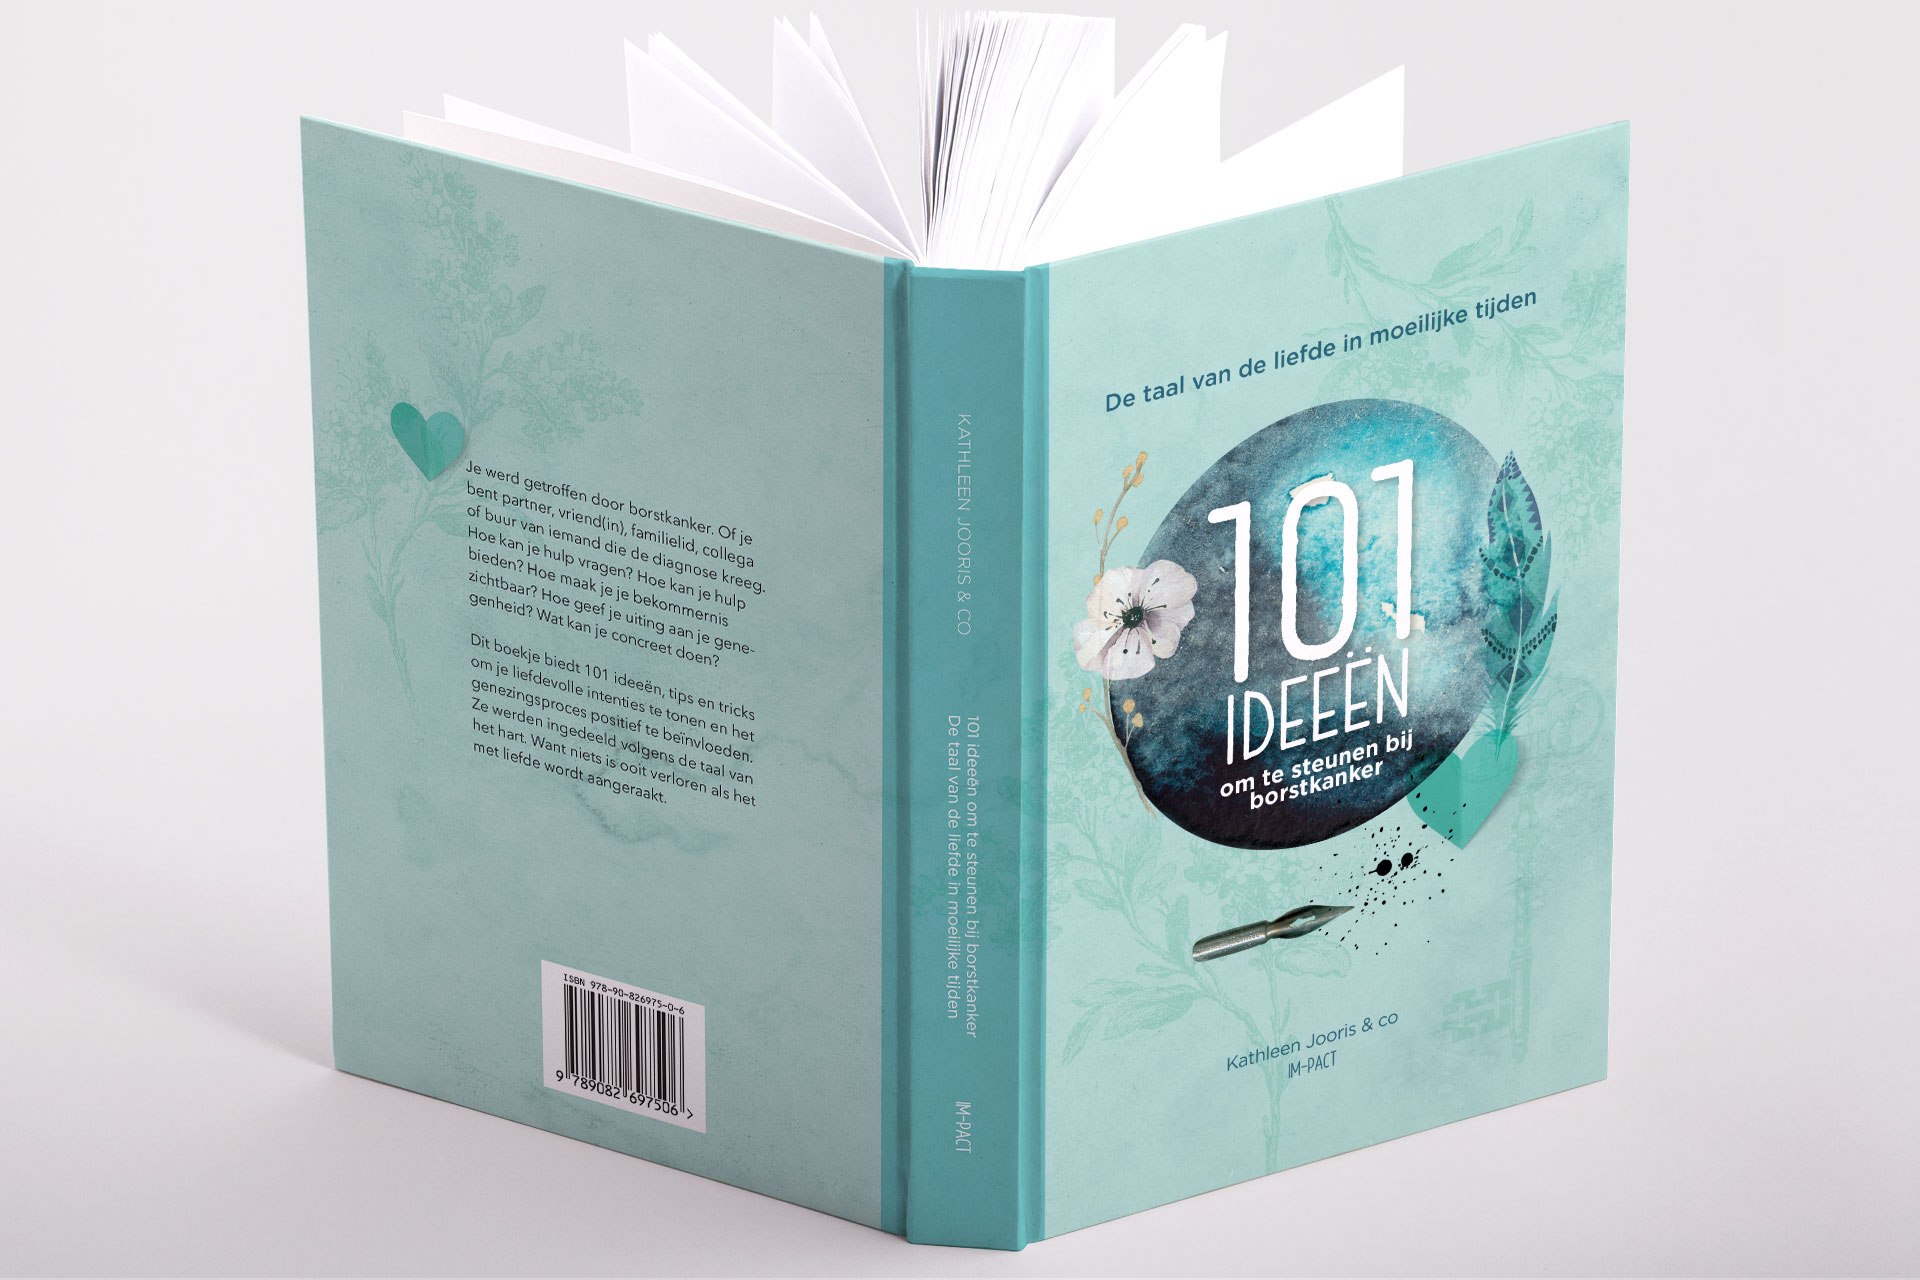 Je werd getroffen door borstkanker. Of je
bent partner, vriend(in), familielid, collega
of buur van iemand die de diagnose kreeg.
Hoe kan je hulp vragen? Hoe kan je hulp
bieden? Hoe maak je je bekommernis
zichtbaar? Hoe geef je uiting aan je gene-
genheid? Wat kan je concreet doen?
Dit boekje biedt 101 ideeën, tips en tricks
om je liefdevolle intenties te tonen en het
genezingsproces positief te beïnvloeden.
Ze werden ingedeeld volgens de taal van
het hart. Want niets is ooit verloren als het
met liefde wordt aangeraakt.
ISBN 978-90-826975-0-6
9 789082 697506 >
KATHLEEN JOORIS & CO
101 ideeën om te steunen bij borstkanker
De taal van de liefde in moeilijke tijden
IM-PACT
De taal van de liefde in moeilijke tijden
101
IDEEËN
om te steunen bij
borstkanker
Kathleen Jooris & co
IM-PACT